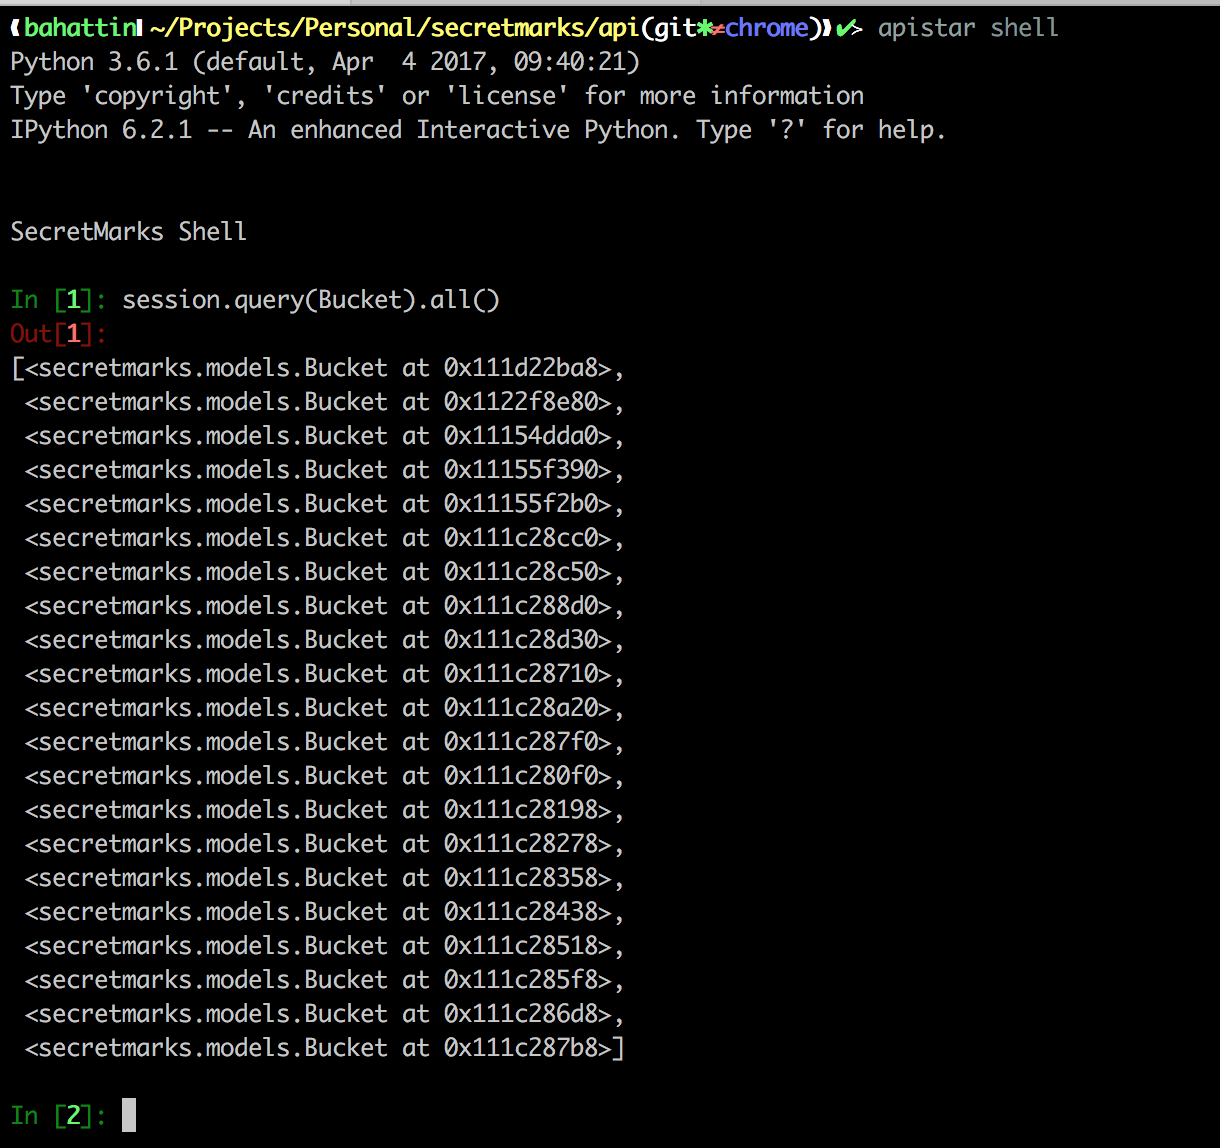 bahattin ~/Projects/Personal/secretmarks/api(git*≠chrome) ✔> apistar shell
Python 3.6.1 (default, Apr  4 2017, 09:40:21)
Type 'copyright', 'credits' or 'license' for more information
IPython 6.2.1 -- An enhanced Interactive Python. Type '?' for help.
SecretMarks Shell
In [1]: session.query(Bucket).all()
Out[1]:
[<secretmarks.models.Bucket at 0x111d22ba8>,
 <secretmarks.models.Bucket at 0x1122f8e80>,
 <secretmarks.models.Bucket at 0x11154dda0>,
 <secretmarks.models.Bucket at 0x11155f390>,
 <secretmarks.models.Bucket at 0x11155f2b0>,
 <secretmarks.models.Bucket at 0x111c28cc0>,
 <secretmarks.models.Bucket at 0x111c28c50>,
 <secretmarks.models.Bucket at 0x111c288d0>,
 <secretmarks.models.Bucket at 0x111c28d30>,
 <secretmarks.models.Bucket at 0x111c28710>,
 <secretmarks.models.Bucket at 0x111c28a20>,
 <secretmarks.models.Bucket at 0x111c287f0>,
 <secretmarks.models.Bucket at 0x111c280f0>,
 <secretmarks.models.Bucket at 0x111c28198>,
 <secretmarks.models.Bucket at 0x111c28278>,
 <secretmarks.models.Bucket at 0x111c28358>,
 <secretmarks.models.Bucket at 0x111c28438>,
 <secretmarks.models.Bucket at 0x111c28518>,
 <secretmarks.models.Bucket at 0x111c285f8>,
 <secretmarks.models.Bucket at 0x111c286d8>,
 <secretmarks.models.Bucket at 0x111c287b8>]
In [2]: